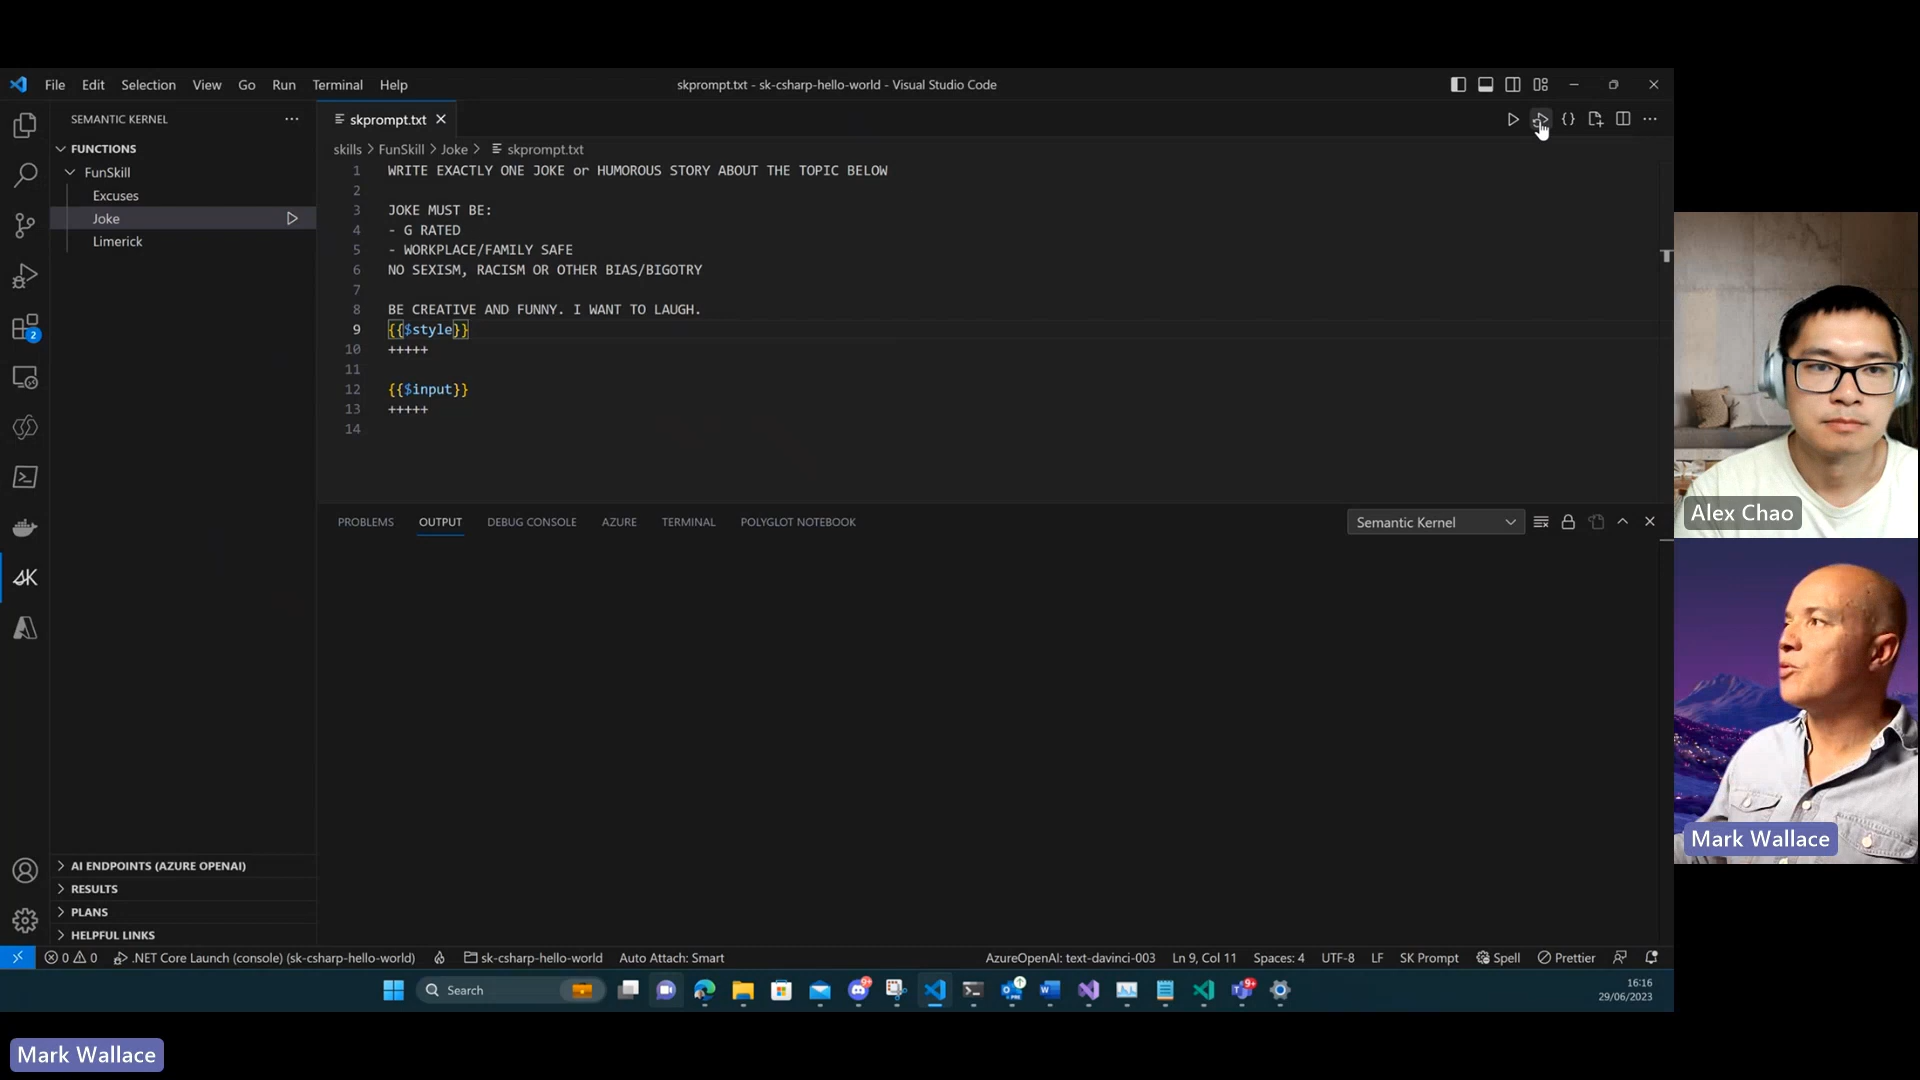 File Edit Selection View Go Run Terminal Help
skprompt.txt - sk-csharp-hello-world - Visual Studio Code
SEMANTIC KERNEL
FUNCTIONS
FunSkill
Excuses
Joke
Limerick
AI ENDPOINTS (AZURE OPENAI)
RESULTS
PLANS
HELPFUL LINKS
2
skprompt.txt
skills > FunSkill > Joke > skprompt.txt
1 WRITE EXACTLY ONE JOKE or HUMOROUS STORY ABOUT THE TOPIC BELOW
2
3 JOKE MUST BE:
4 - G RATED
5 - WORKPLACE/FAMILY SAFE
6 NO SEXISM, RACISM OR OTHER BIAS/BIGOTRY
7
8 BE CREATIVE AND FUNNY. I WANT TO LAUGH.
9 {{$style}}
10 +++++
11
12 {{$input}}
13 +++++
14
PROBLEMS OUTPUT DEBUG CONSOLE AZURE TERMINAL POLYGLOT NOTEBOOK
Semantic Kernel
0 0 .NET Core Launch (console) (sk-csharp-hello-world) sk-csharp-hello-world Auto Attach: Smart
AzureOpenAI: text-davinci-003 Ln 9, Col 11 Spaces: 4 UTF-8 LF SK Prompt Spell Prettier
Search
9+
9+
16:16
29/06/2023
Alex Chao
Mark Wallace
Mark Wallace